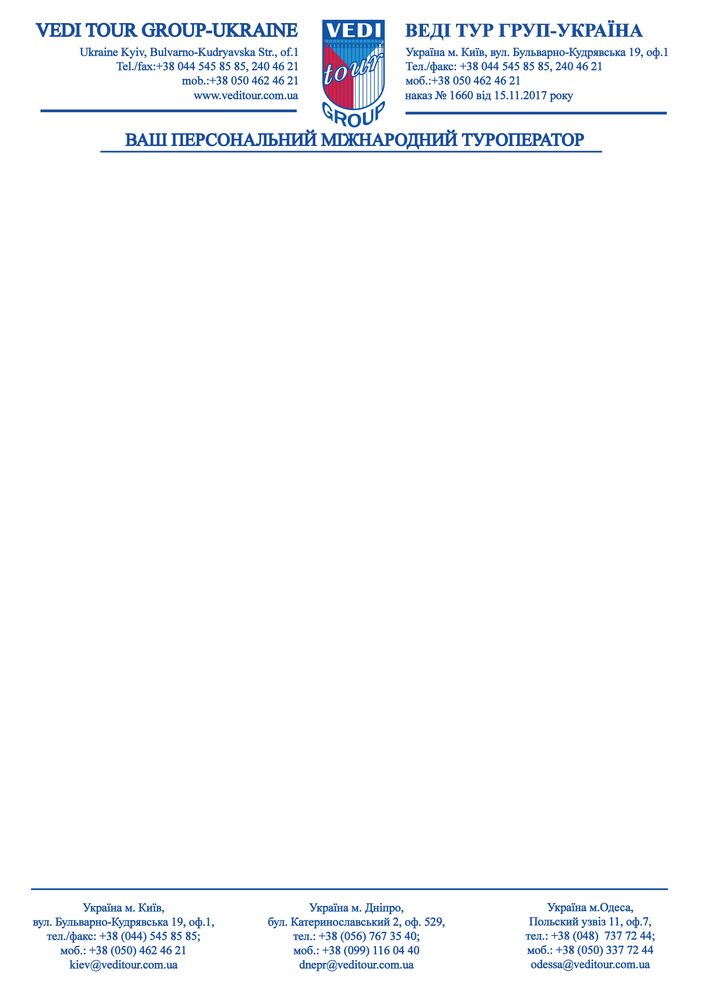 VEDI TOUR GROUP-UKRAINE
Ukraine Kyiv, Bulvarno-Kudryavska Str., of.1
Tel./fax:+38 044 545 85 85, 240 46 21
mob.:+38 050 462 46 21
www.veditour.com.ua
VEDI
tour
GROUP
ВЕДІ ТУР ГРУП-УКРАЇНА
Україна м. Київ, вул. Бульварно-Кудрявська 19, оф.1
Тел./факс: +38 044 545 85 85, 240 46 21
моб.:+38 050 462 46 21
наказ № 1660 від 15.11.2017 року
ВАШ ПЕРСОНАЛЬНИЙ МІЖНАРОДНИЙ ТУРОПЕРАТОР
Україна м. Київ,
вул. Бульварно-Кудрявська 19, оф.1,
тел./факс: +38 (044) 545 85 85;
моб.: +38 (050) 462 46 21
kiev@veditour.com.ua
Україна м. Дніпро,
бул. Катеринославський 2, оф. 529,
тел.: +38 (056) 767 35 40;
моб.: +38 (099) 116 04 40
dnepr@veditour.com.ua
Україна м.Одеса,
Польский узвіз 11, оф.7,
тел.: +38 (048)  737 72 44;
моб.: +38 (050) 337 72 44
odessa@veditour.com.ua